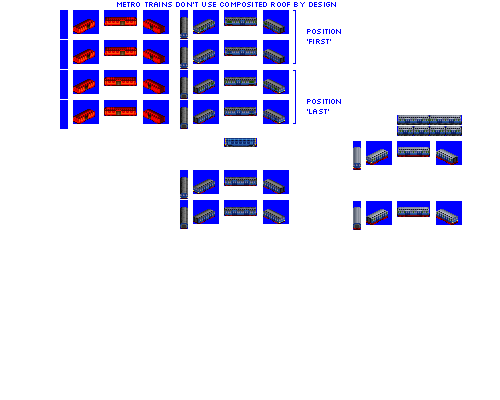 METRO TRAINS DON'T USE COMPOSITED ROOF BY DESIGN
POSITION
'FIRST'
POSITION
'LAST'